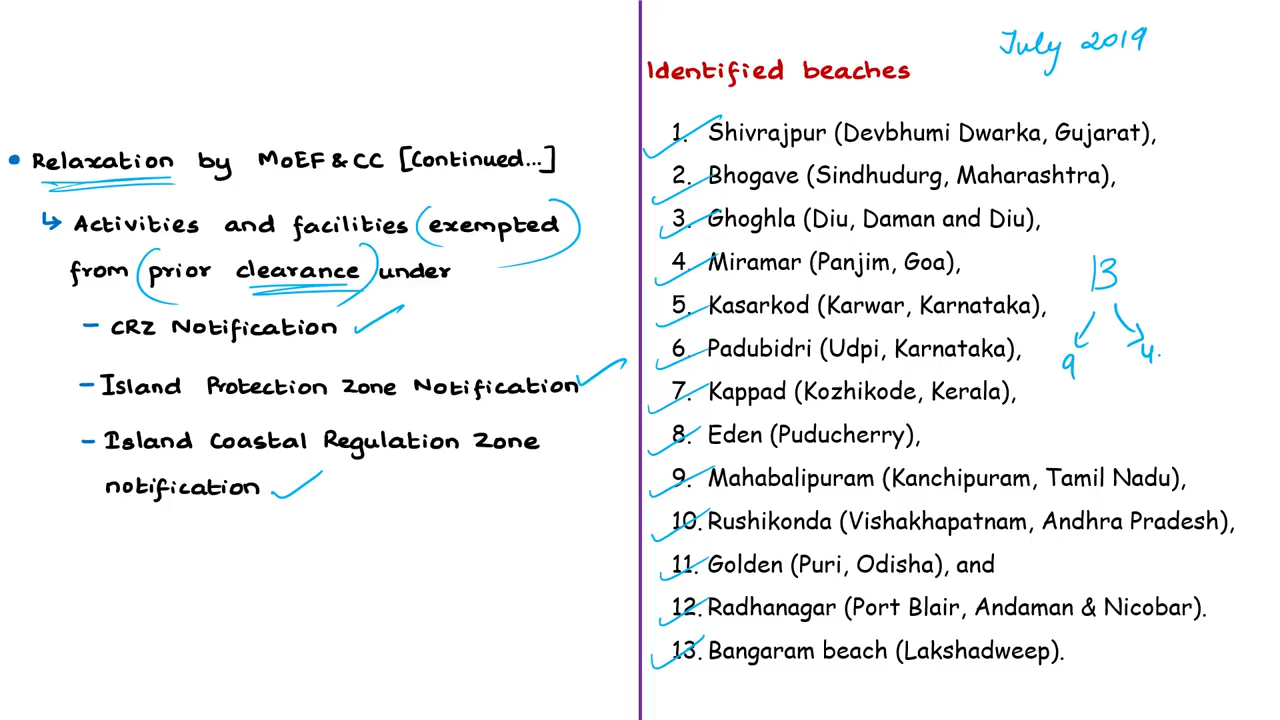 • Relaxation by MoEF & CC [Continued...]
↳ Activities and facilities (exempted
from (prior clearance) under
– CRZ Notification
– Island Protection Zone Notification
– Island Coastal Regulation Zone
notification
July 2019
Identified beaches
1. Shivrajpur (Devbhumi Dwarka, Gujarat),
2. Bhogave (Sindhudurg, Maharashtra),
3. Ghoghla (Diu, Daman and Diu),
4. Miramar (Panjim, Goa),
5. Kasarkod (Karwar, Karnataka),
6. Padubidri (Udpi, Karnataka),
7. Kappad (Kozhikode, Kerala),
8. Eden (Puducherry),
9. Mahabalipuram (Kanchipuram, Tamil Nadu),
10. Rushikonda (Vishakhapatnam, Andhra Pradesh),
11. Golden (Puri, Odisha), and
12. Radhanagar (Port Blair, Andaman & Nicobar).
13. Bangaram beach (Lakshadweep).
13
9 4.